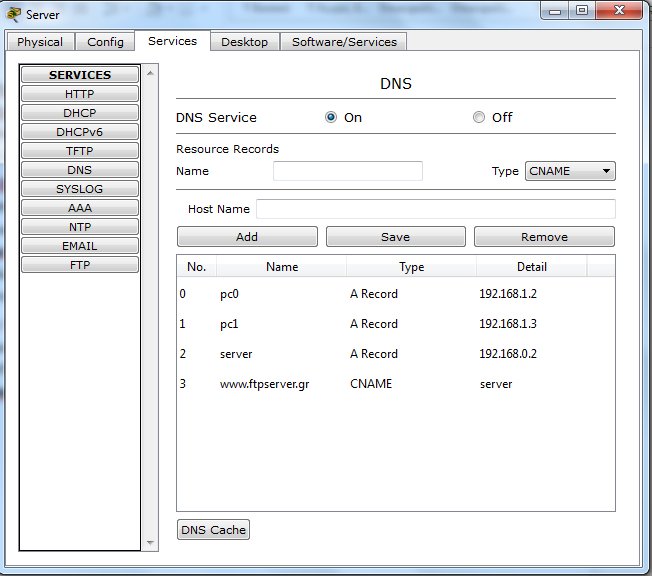 Server
Physical Config Services Desktop Software/Services
SERVICES
HTTP
DHCP
DHCPv6
TFTP
DNS
SYSLOG
AAA
NTP
EMAIL
FTP
DNS
DNS Service On Off
Resource Records
Name Type CNAME
Host Name
Add Save Remove
No. Name Type Detail
0 pc0 A Record 192.168.1.2
1 pc1 A Record 192.168.1.3
2 server A Record 192.168.0.2
3 www.ftpserver.gr CNAME server
DNS Cache